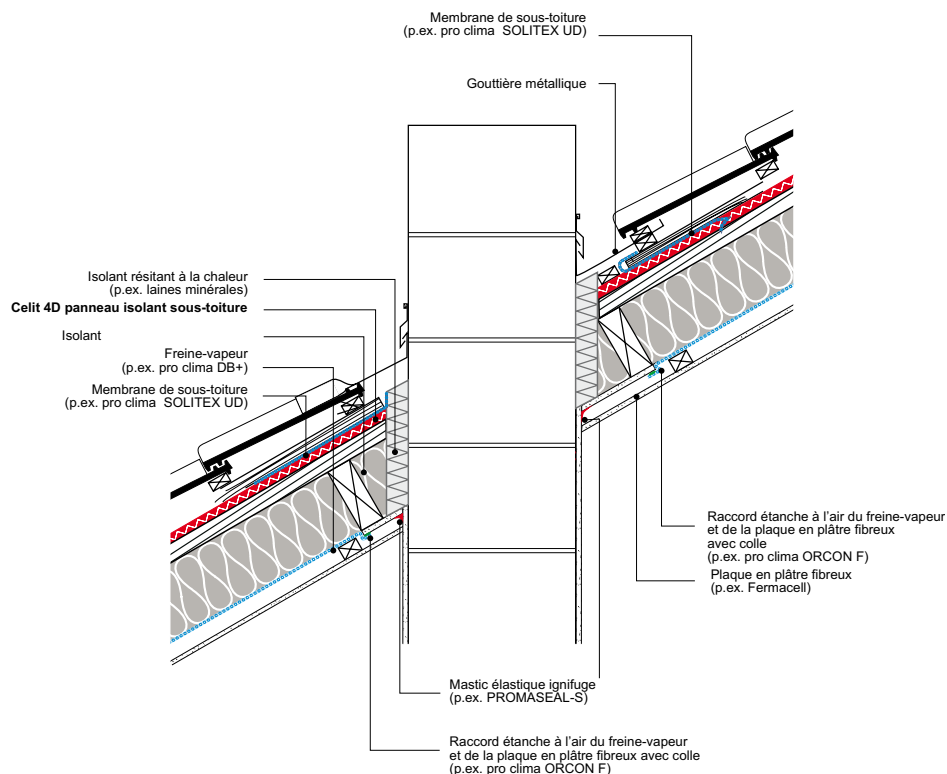 Membrane de sous-toiture
(p.ex. pro clima SOLITEX UD)
Gouttière métallique
Isolant résitant à la chaleur
(p.ex. laines minérales)
Celit 4D panneau isolant sous-toiture
Isolant
Freine-vapeur
(p.ex. pro clima DB+)
Membrane de sous-toiture
(p.ex. pro clima SOLITEX UD)
Raccord étanche à l'air du freine-vapeur
et de la plaque en plâtre fibreux
avec colle
(p.ex. pro clima ORCON F)
Plaque en plâtre fibreux
(p.ex. Fermacell)
Mastic élastique ignifuge
(p.ex. PROMASEAL-S)
Raccord étanche à l'air du freine-vapeur
et de la plaque en plâtre fibreux avec colle
(p.ex. pro clima ORCON F)